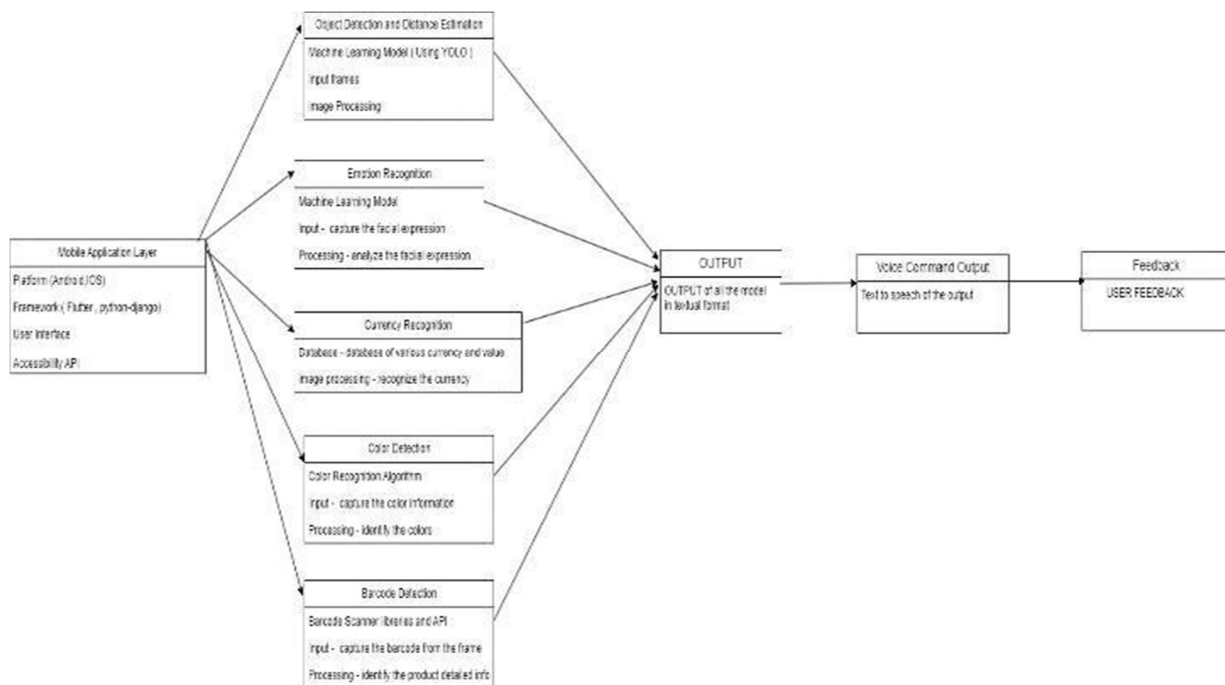 Object Detection and Distance Estimation
Machine Learning Model ( Using YOLO )
Input frames
Image Processing
Emotion Recognition
Machine Learning Model
Input - capture the facial expression
Processing - analyze the facial expression
Mobile Application Layer
Platform (Android,IOS)
Framework ( Flutter , python-django)
User Interface
Accessibility API
Currency Recognition
Database - database of various currency and value
Image processing - recognize the currency
Color Detection
Color Recognition Algorithm
Input - capture the color information
Processing - identify the colors
Barcode Detection
Barcode Scanner libraries and API
Input - capture the barcode from the frame
Processing - identify the product detailed info
OUTPUT
OUTPUT of all the model
in textual format
Voice Command Output
Text to speech of the output
Feedback
USER FEEDBACK